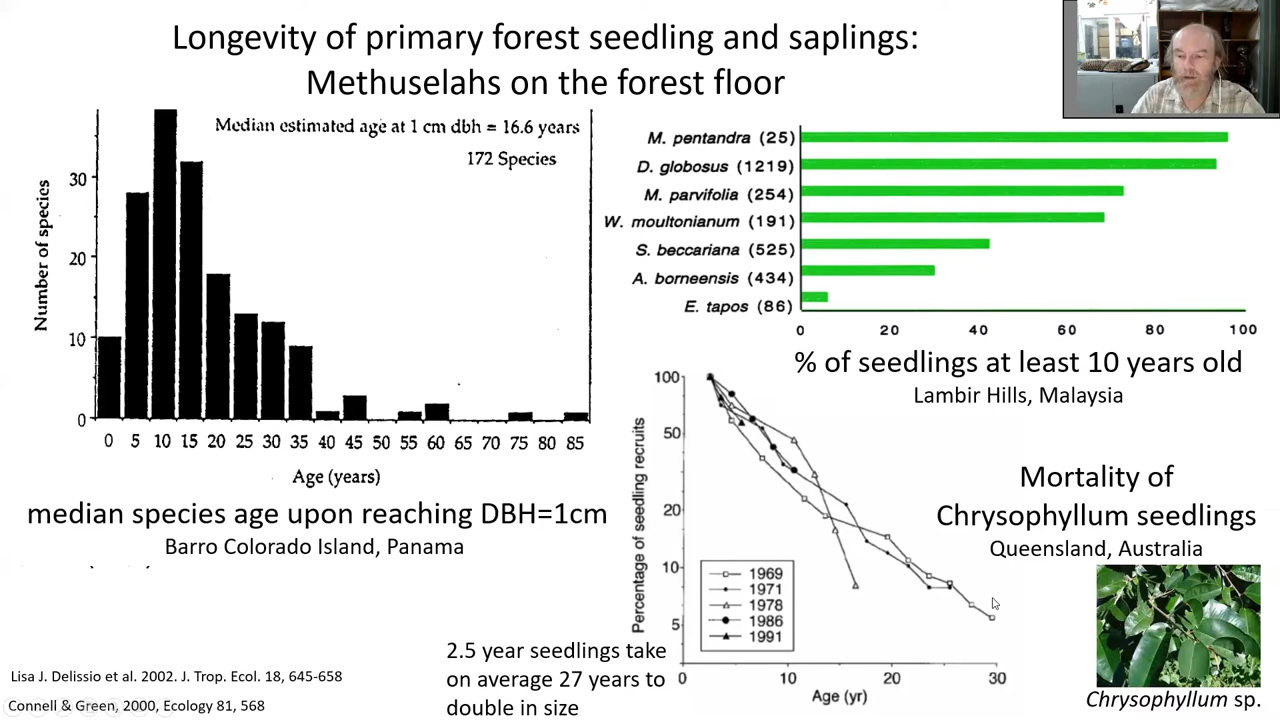 Longevity of primary forest seedling and saplings:
Methuselahs on the forest floor
Median estimated age at 1 cm dbh = 16.6 years
172 Species
Number of species
30
20
10
0
0 5 10 15 20 25 30 35 40 45 50 55 60 65 70 75 80 85
Age (years)
median species age upon reaching DBH=1cm
Barro Colorado Island, Panama
M. pentandra (25)
D. globosus (1219)
M. parvifolia (254)
W. moultonianum (191)
S. beccariana (525)
A. borneensis (434)
E. tapos (86)
0 20 40 60 80 100
% of seedlings at least 10 years old
Lambir Hills, Malaysia
Percentage of seedling recruits
100
50
20
10
5
1969
1971
1978
1986
1991
0 10 20 30
Age (yr)
Mortality of
Chrysophyllum seedlings
Queensland, Australia
Chrysophyllum sp.
2.5 year seedlings take
on average 27 years to
double in size
Lisa J. Delissio et al. 2002. J. Trop. Ecol. 18, 645-658
Connell & Green, 2000, Ecology 81, 568